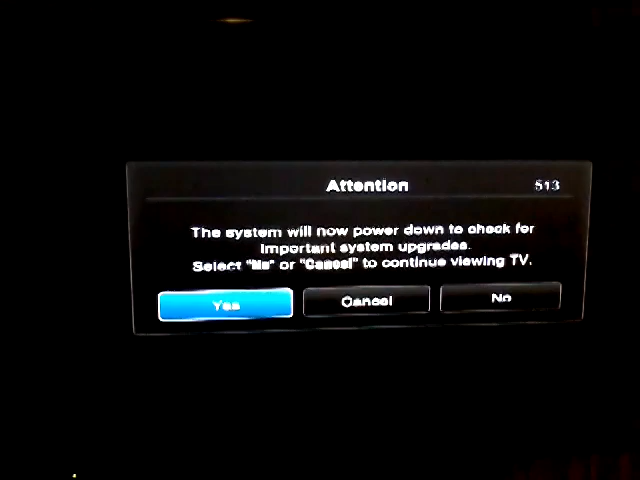 Attention 513
The system will now power down to check for
important system upgrades.
Select "No" or "Cancel" to continue viewing TV.
Yes Cancel No